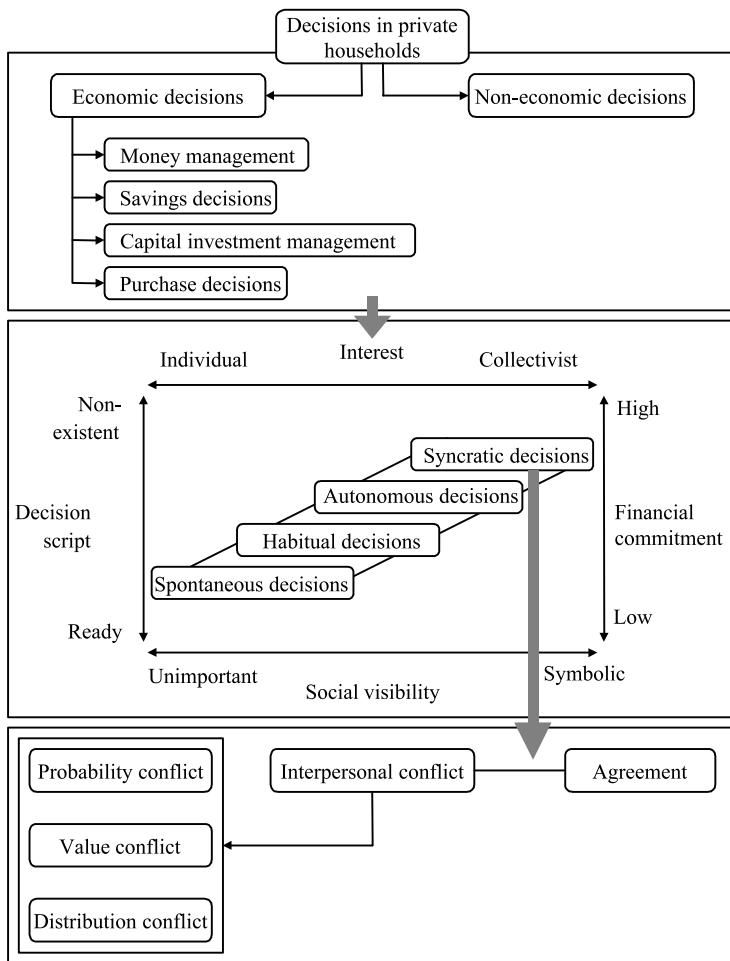 Decisions in private
households
Economic decisions
Non-economic decisions
Money management
Savings decisions
Capital investment management
Purchase decisions
Interest
Individual
Collectivist
Non-
existent
High
Syncratic decisions
Autonomous decisions
Decision
script
Financial
commitment
Habitual decisions
Spontaneous decisions
Ready
Low
Unimportant
Symbolic
Social visibility
Probability conflict
Interpersonal conflict
Agreement
Value conflict
Distribution conflict